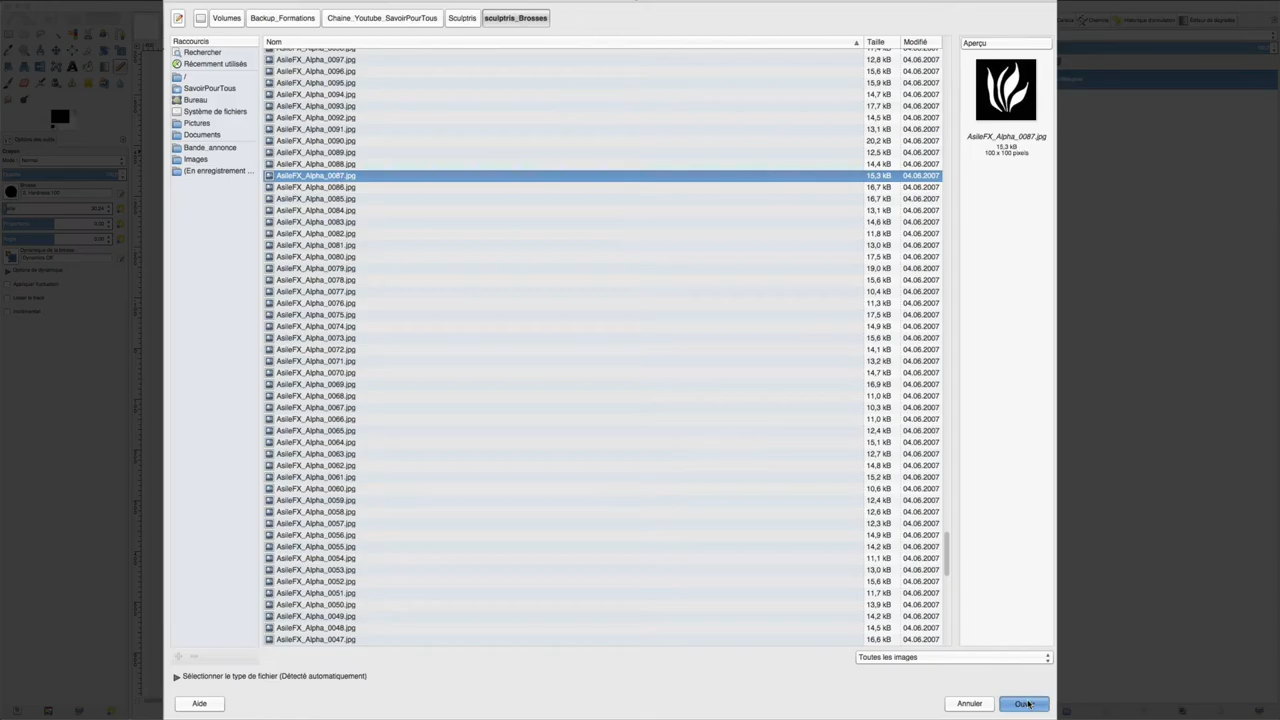 Volumes Backup_Formations Chaine_Youtube_SavoirPourTous Sculptris sculptris_Brosses
Raccourcis
Rechercher
Récemment utilisés
/
SavoirPourTous
Bureau
Système de fichiers
Pictures
Documents
Bande_annonce
Images
(En enregistrement ...
Nom Taille Modifié
AsileFX_Alpha_0097.jpg 12,8 kB 04.06.2007
AsileFX_Alpha_0096.jpg 15,6 kB 04.06.2007
AsileFX_Alpha_0095.jpg 15,9 kB 04.06.2007
AsileFX_Alpha_0094.jpg 14,7 kB 04.06.2007
AsileFX_Alpha_0093.jpg 17,7 kB 04.06.2007
AsileFX_Alpha_0092.jpg 14,5 kB 04.06.2007
AsileFX_Alpha_0091.jpg 13,1 kB 04.06.2007
AsileFX_Alpha_0090.jpg 20,2 kB 04.06.2007
AsileFX_Alpha_0089.jpg 12,5 kB 04.06.2007
AsileFX_Alpha_0088.jpg 14,4 kB 04.06.2007
AsileFX_Alpha_0087.jpg 15,3 kB 04.06.2007
AsileFX_Alpha_0086.jpg 16,7 kB 04.06.2007
AsileFX_Alpha_0085.jpg 16,7 kB 04.06.2007
AsileFX_Alpha_0084.jpg 13,1 kB 04.06.2007
AsileFX_Alpha_0083.jpg 14,6 kB 04.06.2007
AsileFX_Alpha_0082.jpg 11,8 kB 04.06.2007
AsileFX_Alpha_0081.jpg 13,0 kB 04.06.2007
AsileFX_Alpha_0080.jpg 17,5 kB 04.06.2007
AsileFX_Alpha_0079.jpg 19,0 kB 04.06.2007
AsileFX_Alpha_0078.jpg 15,6 kB 04.06.2007
AsileFX_Alpha_0077.jpg 10,4 kB 04.06.2007
AsileFX_Alpha_0076.jpg 11,3 kB 04.06.2007
AsileFX_Alpha_0075.jpg 17,5 kB 04.06.2007
AsileFX_Alpha_0074.jpg 14,9 kB 04.06.2007
AsileFX_Alpha_0073.jpg 15,6 kB 04.06.2007
AsileFX_Alpha_0072.jpg 14,1 kB 04.06.2007
AsileFX_Alpha_0071.jpg 13,2 kB 04.06.2007
AsileFX_Alpha_0070.jpg 14,7 kB 04.06.2007
AsileFX_Alpha_0069.jpg 16,9 kB 04.06.2007
AsileFX_Alpha_0068.jpg 11,0 kB 04.06.2007
AsileFX_Alpha_0067.jpg 10,3 kB 04.06.2007
AsileFX_Alpha_0066.jpg 11,0 kB 04.06.2007
AsileFX_Alpha_0065.jpg 12,4 kB 04.06.2007
AsileFX_Alpha_0064.jpg 15,1 kB 04.06.2007
AsileFX_Alpha_0063.jpg 12,7 kB 04.06.2007
AsileFX_Alpha_0062.jpg 14,8 kB 04.06.2007
AsileFX_Alpha_0061.jpg 15,2 kB 04.06.2007
AsileFX_Alpha_0060.jpg 10,6 kB 04.06.2007
AsileFX_Alpha_0059.jpg 12,4 kB 04.06.2007
AsileFX_Alpha_0058.jpg 12,6 kB 04.06.2007
AsileFX_Alpha_0057.jpg 12,3 kB 04.06.2007
AsileFX_Alpha_0056.jpg 14,9 kB 04.06.2007
AsileFX_Alpha_0055.jpg 14,2 kB 04.06.2007
AsileFX_Alpha_0054.jpg 11,1 kB 04.06.2007
AsileFX_Alpha_0053.jpg 13,0 kB 04.06.2007
AsileFX_Alpha_0052.jpg 15,6 kB 04.06.2007
AsileFX_Alpha_0051.jpg 11,7 kB 04.06.2007
AsileFX_Alpha_0050.jpg 13,9 kB 04.06.2007
AsileFX_Alpha_0049.jpg 14,2 kB 04.06.2007
AsileFX_Alpha_0048.jpg 14,5 kB 04.06.2007
AsileFX_Alpha_0047.jpg 16,6 kB 04.06.2007
Aperçu
AsileFX_Alpha_0087.jpg
15,3 kB
100 x 100 pixels
Toutes les images
Sélectionner le type de fichier (Détecté automatiquement)
Aide Annuler